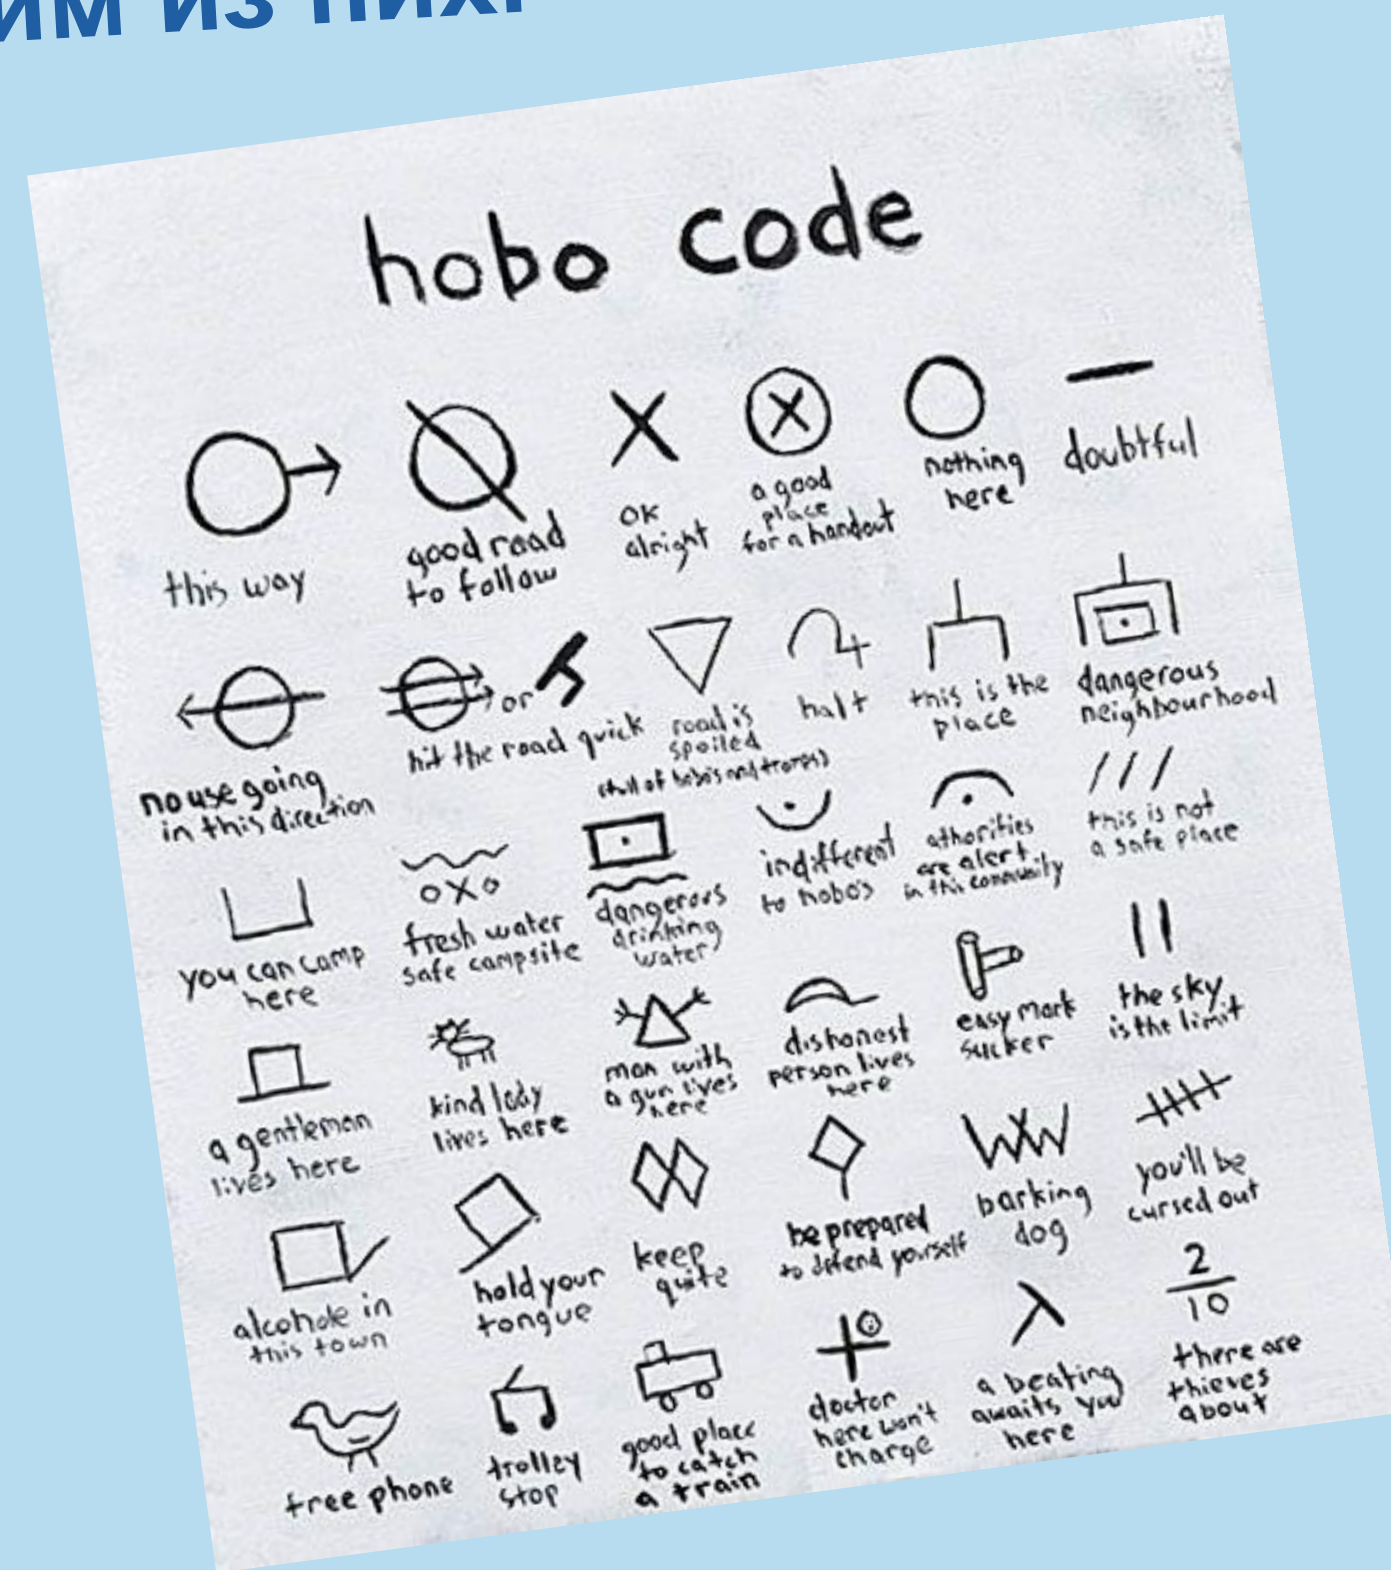 им из них.
hobo code
this way
good road
to follow
OK
alright
a good
place
for a handout
nothing
here
doubtful
no use going
in this direction
or
hit the road quick
road is
spoiled
(full of hobo's and tramps)
halt
this is the
place
dangerous
neighbourhood
you can camp
here
fresh water
safe campsite
dangerous
drinking
water
indifferent
to hobo's
athorities
are alert
in this community
this is not
a safe place
a gentleman
lives here
kind lady
lives here
man with
a gun lives
here
dishonest
person lives
here
easy mark
sucker
the sky
is the limit
alcohole in
this town
hold your
tongue
keep
quite
be prepared
to defend yourself
barking
dog
you'll be
cursed out
free phone
trolley
stop
good place
to catch
a train
doctor
here won't
charge
a beating
awaits you
here
2
10
there are
thieves
about